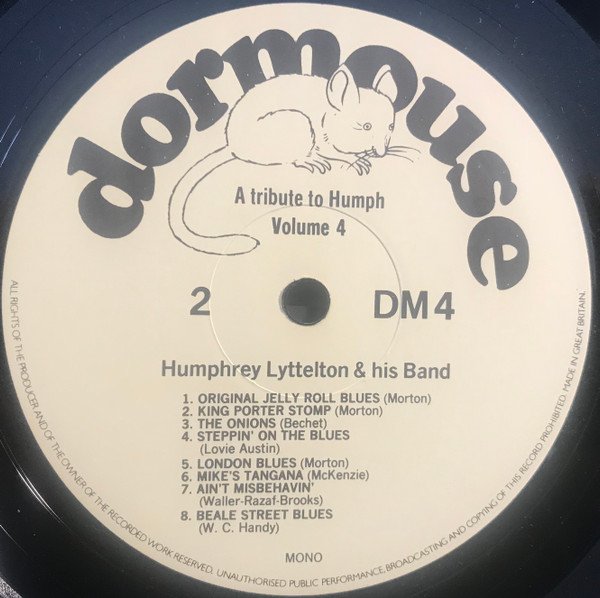 dormouse
A tribute to Humph
Volume 4
2
DM4
Humphrey Lyttelton & his Band
1. ORIGINAL JELLY ROLL BLUES (Morton)
2. KING PORTER STOMP (Morton)
3. THE ONIONS (Bechet)
4. STEPPIN' ON THE BLUES
(Lovie Austin)
5. LONDON BLUES (Morton)
6. MIKE'S TANGANA (McKenzie)
7. AIN'T MISBEHAVIN'
(Waller-Razaf-Brooks)
8. BEALE STREET BLUES
(W. C. Handy)
MONO
ALL RIGHTS OF THE PRODUCER AND OF THE OWNER OF THE RECORDED WORK RESERVED. UNAUTHORISED PUBLIC PERFORMANCE, BROADCASTING AND COPYING OF THIS RECORD PROHIBITED. MADE IN GREAT BRITAIN.